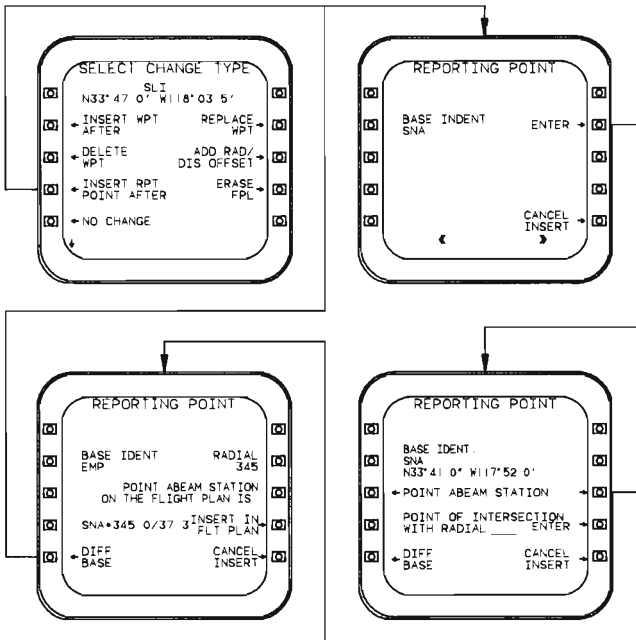 SELECT CHANGE TYPE
SLI
N33° 47 0' W118° 03 5'
INSERT WPT AFTER
REPLACE WPT
DELETE WPT
ADD RAD/ DIS OFFSET
INSERT RPT POINT AFTER
ERASE FPL
NO CHANGE
REPORTING POINT
BASE INDENT
SNA
ENTER
CANCEL INSERT
REPORTING POINT
BASE IDENT
EMP
RADIAL
345
POINT ABEAM STATION
ON THE FLIGHT PLAN IS
SNA*345 0/37 3
INSERT IN FLT PLAN
DIFF BASE
CANCEL INSERT
REPORTING POINT
BASE IDENT.
SNA
N33° 41 0" W117° 52 0'
POINT ABEAM STATION
POINT OF INTERSECTION
WITH RADIAL ____ ENTER
DIFF BASE
CANCEL INSERT